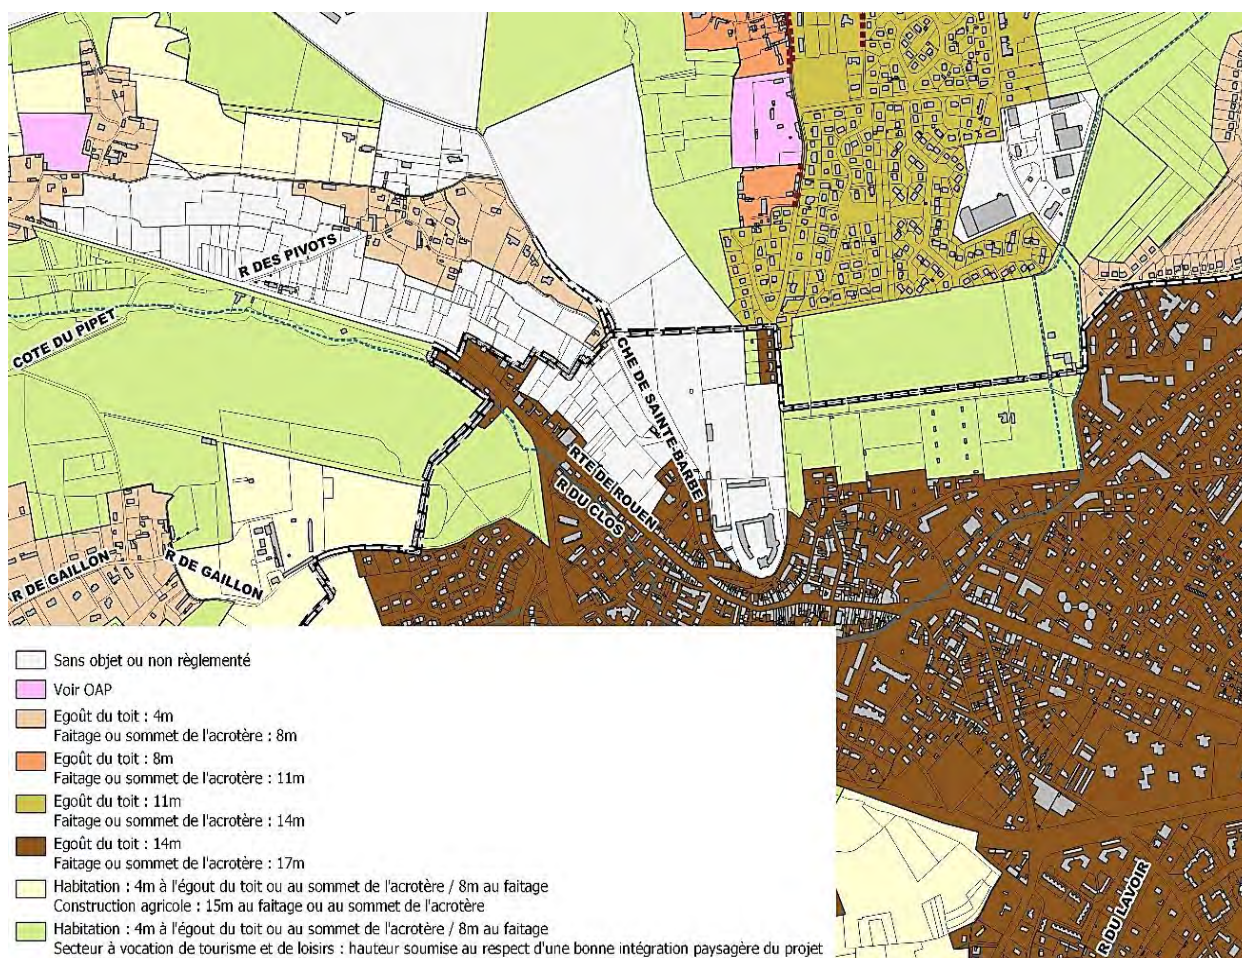 R DES PIVOTS
COTE DU PIPET
CHE DE SAINTE-BARBE
RTE DE ROUEN
R DU CLOS
R DE GAILLON
R DE GAILLON
R DU LAVOIR
Sans objet ou non règlementé
Voir OAP
Egoût du toit : 4m
Faitage ou sommet de l'acrotère : 8m
Egoût du toit : 8m
Faitage ou sommet de l'acrotère : 11m
Egoût du toit : 11m
Faitage ou sommet de l'acrotère : 14m
Egoût du toit : 14m
Faitage ou sommet de l'acrotère : 17m
Habitation : 4m à l'égout du toit ou au sommet de l'acrotère / 8m au faitage
Construction agricole : 15m au faitage ou au sommet de l'acrotère
Habitation : 4m à l'égout du toit ou au sommet de l'acrotère / 8m au faitage
Secteur à vocation de tourisme et de loisirs : hauteur soumise au respect d'une bonne intégration paysagère du projet